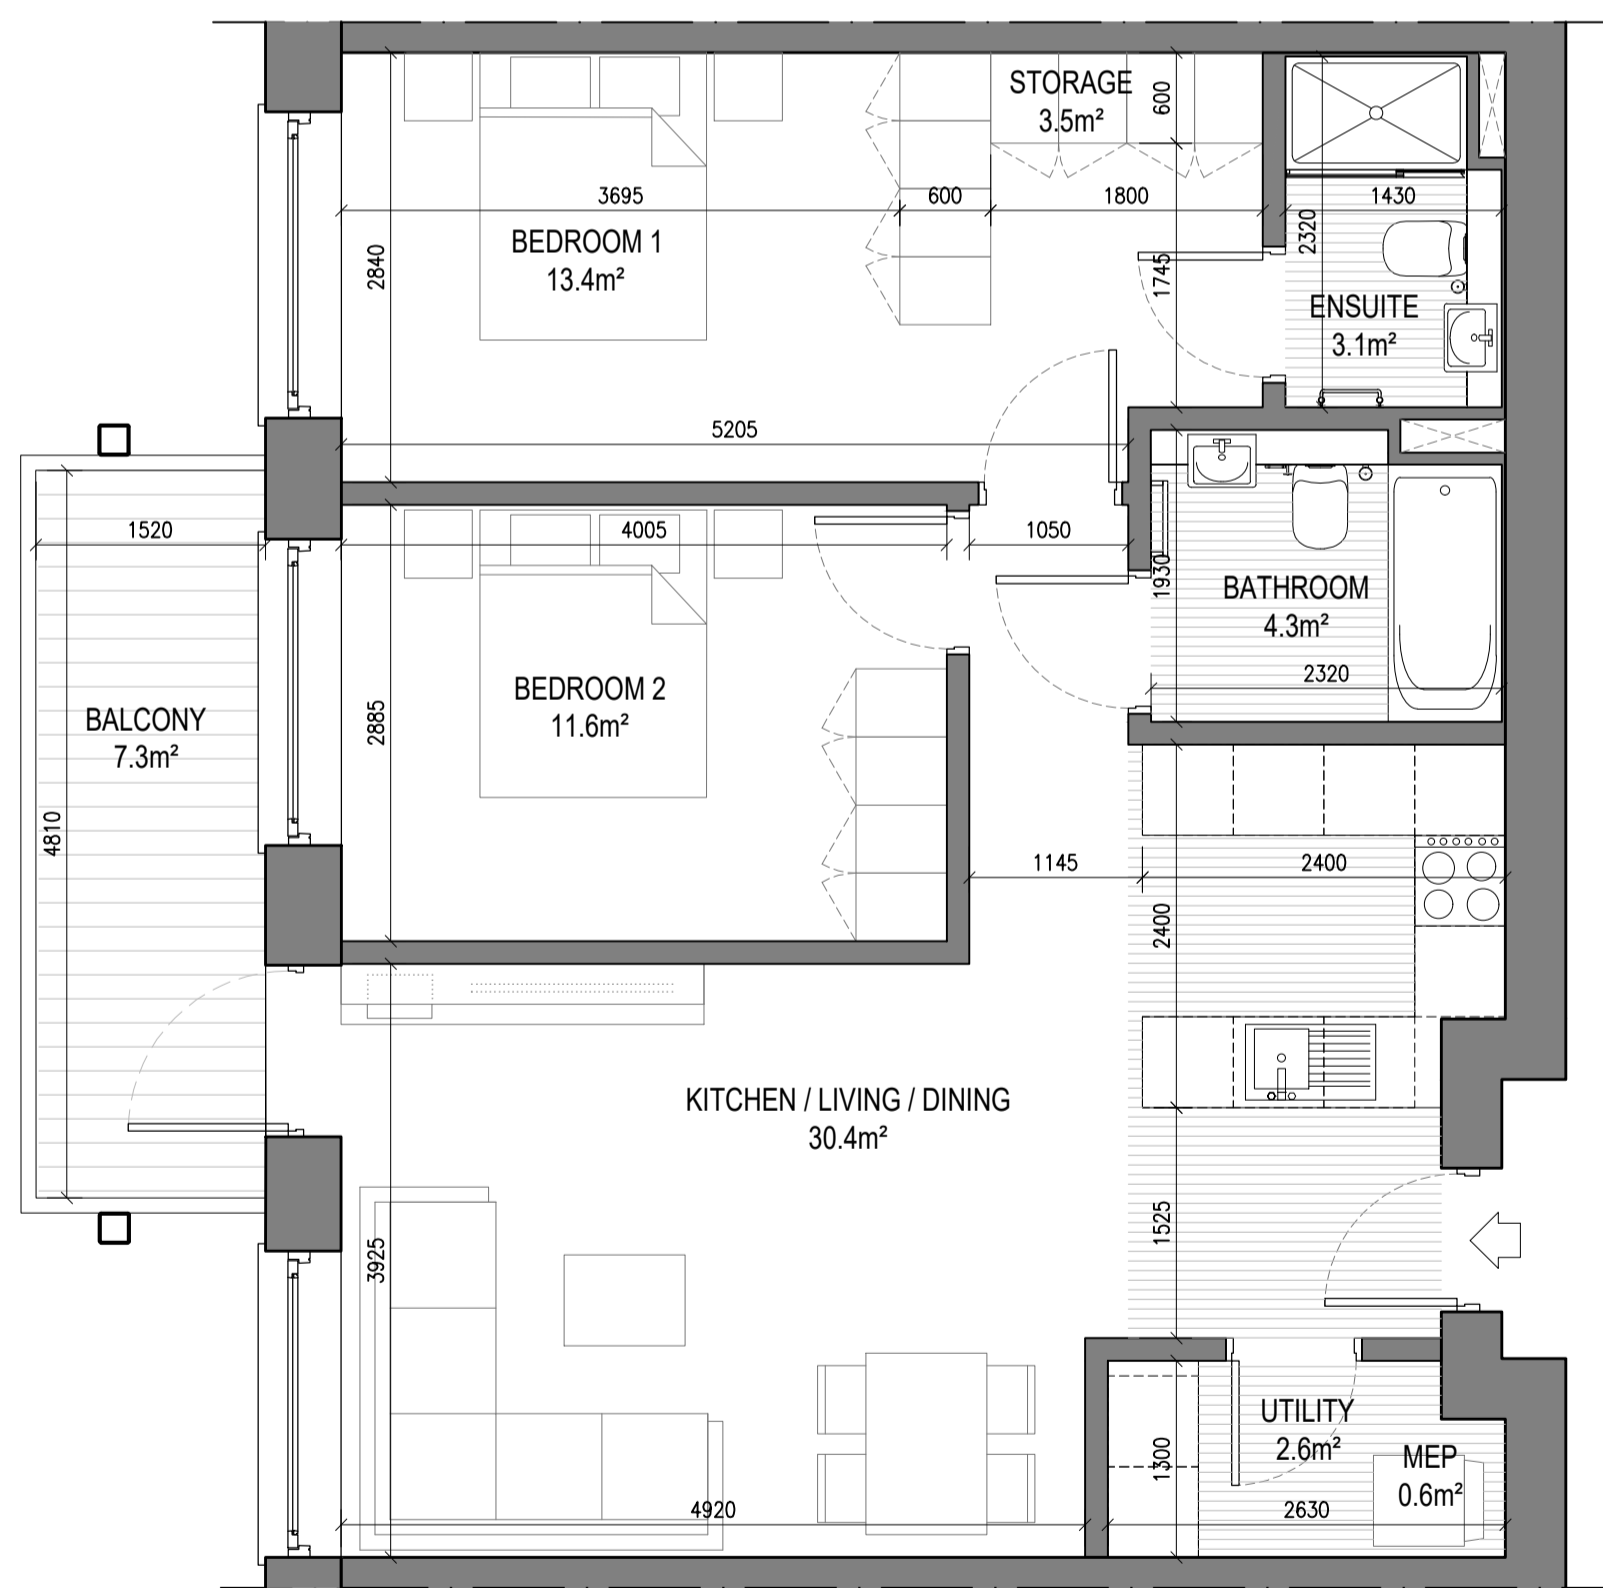 STORAGE
3.5m²
600
3695
600
1800
1430
2320
2840
BEDROOM 1
13.4m²
1745
ENSUITE
3.1m²
5205
1520
4005
1050
1930
BATHROOM
4.3m²
2320
BEDROOM 2
11.6m²
2885
BALCONY
7.3m²
4810
1145
2400
2400
KITCHEN / LIVING / DINING
30.4m²
1525
3925
UTILITY
2.6m²
MEP
0.6m²
1300
4920
2630